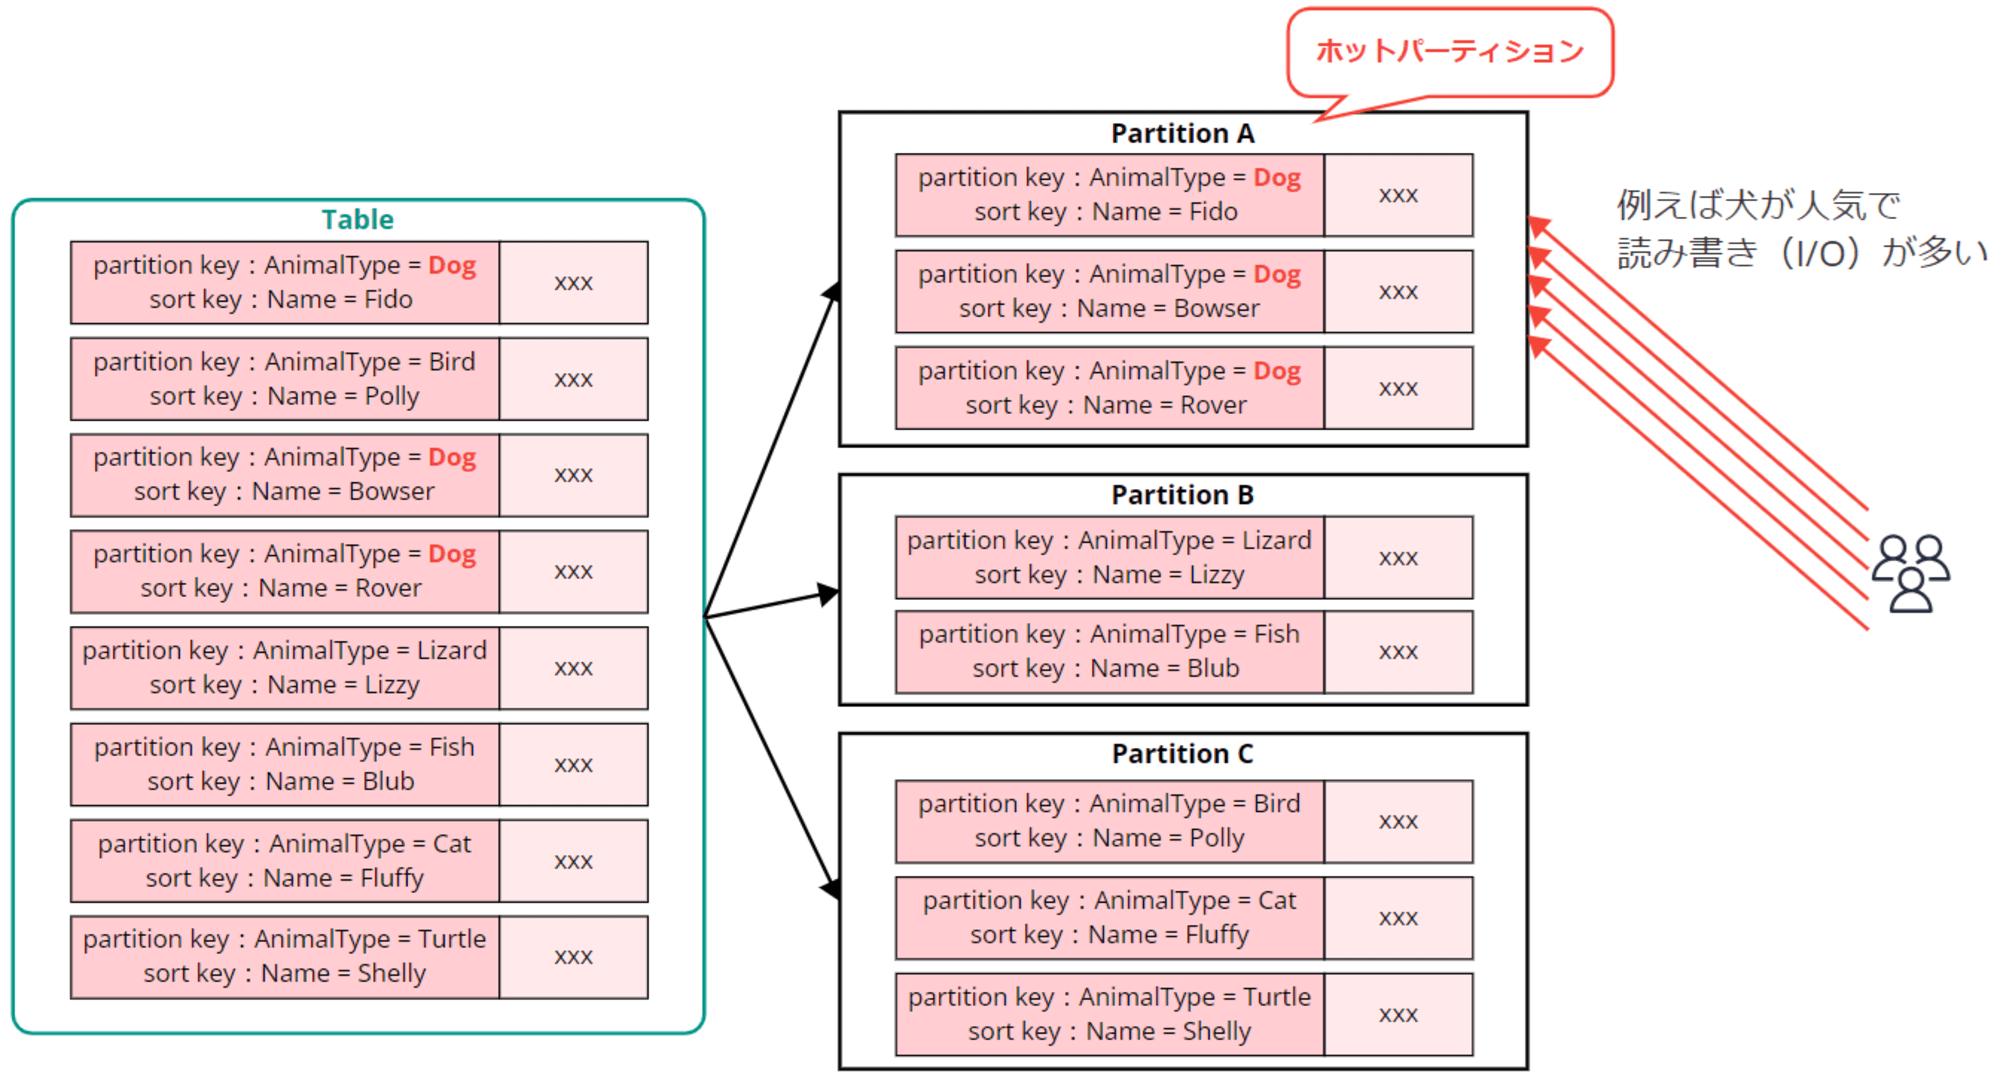 ホットパーティション
Table
partition key：AnimalType = Dog
sort key：Name = Fido
xxx
partition key：AnimalType = Bird
sort key：Name = Polly
xxx
partition key：AnimalType = Dog
sort key：Name = Bowser
xxx
partition key：AnimalType = Dog
sort key：Name = Rover
xxx
partition key：AnimalType = Lizard
sort key：Name = Lizzy
xxx
partition key：AnimalType = Fish
sort key：Name = Blub
xxx
partition key：AnimalType = Cat
sort key：Name = Fluffy
xxx
partition key：AnimalType = Turtle
sort key：Name = Shelly
xxx
Partition A
partition key：AnimalType = Dog
sort key：Name = Fido
xxx
partition key：AnimalType = Dog
sort key：Name = Bowser
xxx
partition key：AnimalType = Dog
sort key：Name = Rover
xxx
Partition B
partition key：AnimalType = Lizard
sort key：Name = Lizzy
xxx
partition key：AnimalType = Fish
sort key：Name = Blub
xxx
Partition C
partition key：AnimalType = Bird
sort key：Name = Polly
xxx
partition key：AnimalType = Cat
sort key：Name = Fluffy
xxx
partition key：AnimalType = Turtle
sort key：Name = Shelly
xxx
例えば犬が人気で
読み書き（I/O）が多い